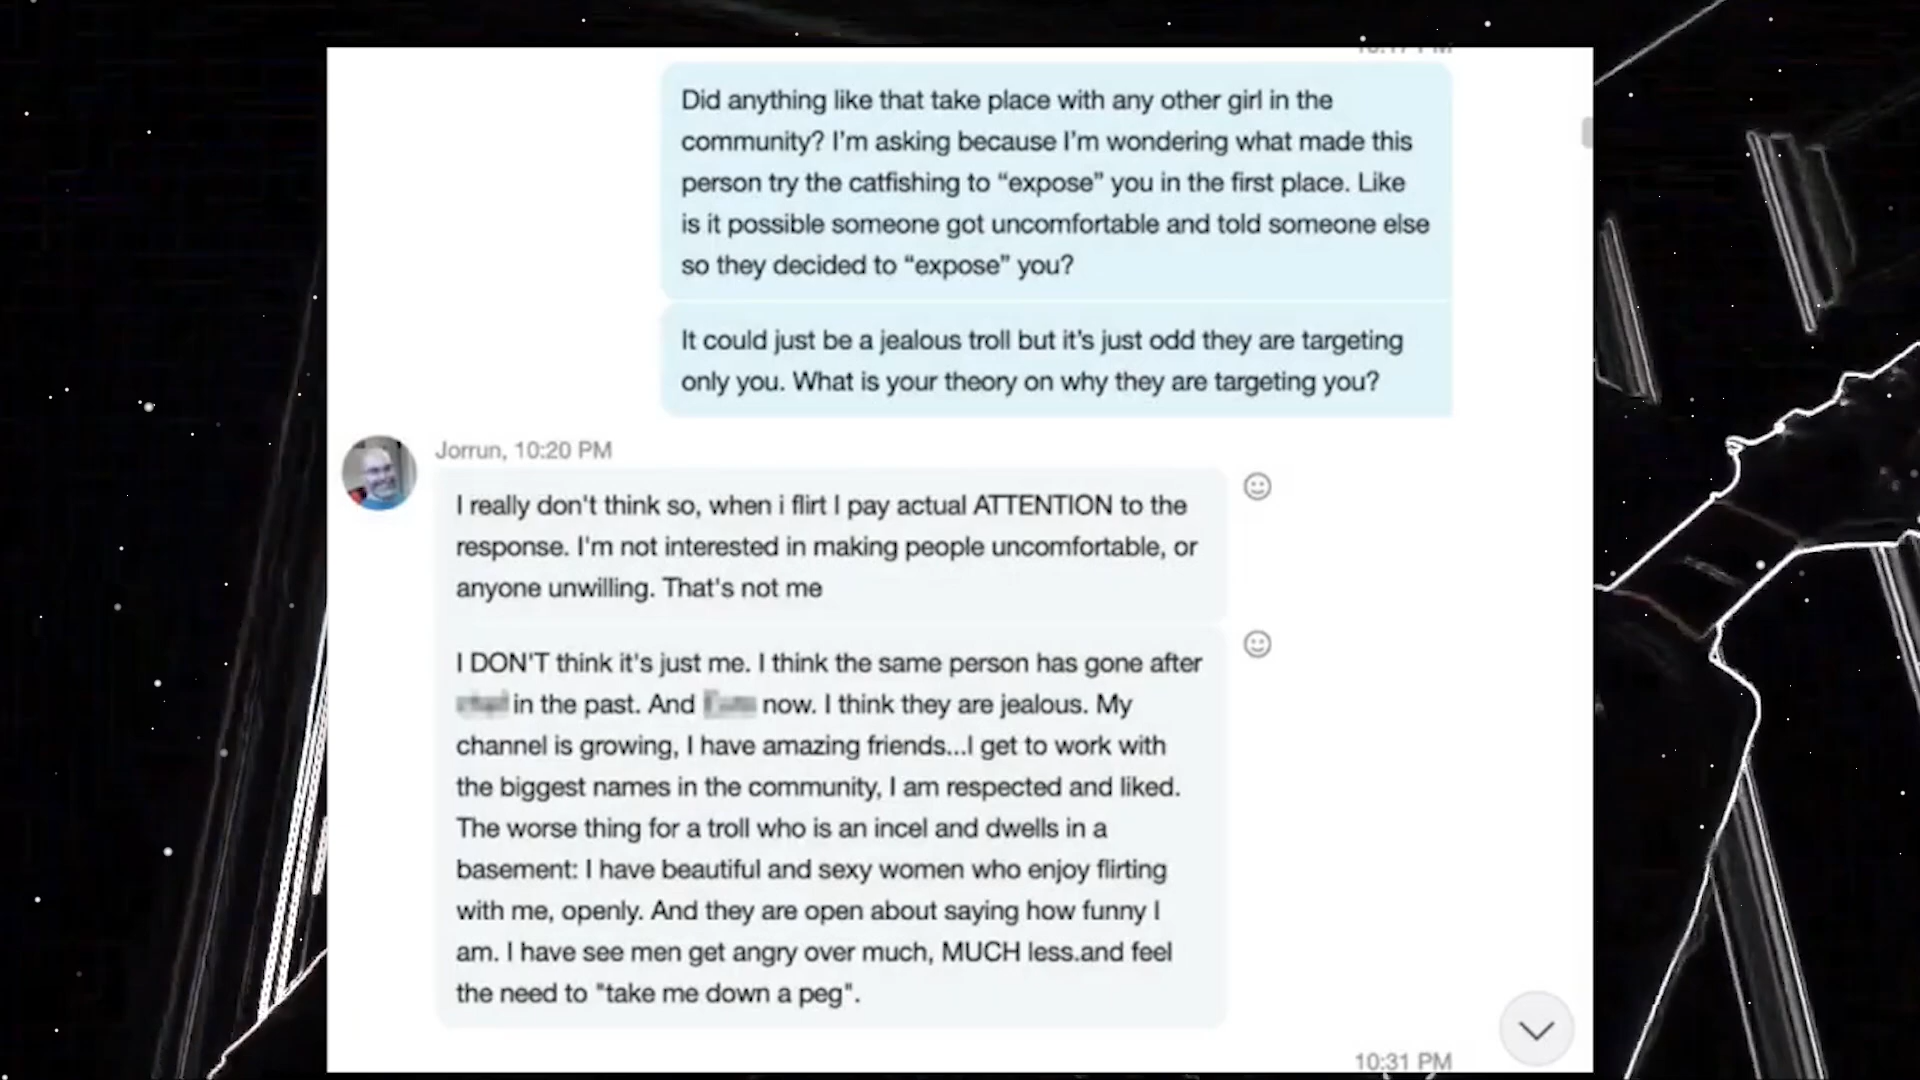 Did anything like that take place with any other girl in the
community? I'm asking because I'm wondering what made this
person try the catfishing to “expose” you in the first place. Like
is it possible someone got uncomfortable and told someone else
so they decided to “expose” you?
It could just be a jealous troll but it's just odd they are targeting
only you. What is your theory on why they are targeting you?
Jorrun, 10:20 PM
I really don't think so, when i flirt I pay actual ATTENTION to the
response. I'm not interested in making people uncomfortable, or
anyone unwilling. That's not me
I DON'T think it's just me. I think the same person has gone after
in the past. And now. I think they are jealous. My
channel is growing, I have amazing friends...I get to work with
the biggest names in the community, I am respected and liked.
The worse thing for a troll who is an incel and dwells in a
basement: I have beautiful and sexy women who enjoy flirting
with me, openly. And they are open about saying how funny I
am. I have see men get angry over much, MUCH less.and feel
the need to "take me down a peg".
10:31 PM